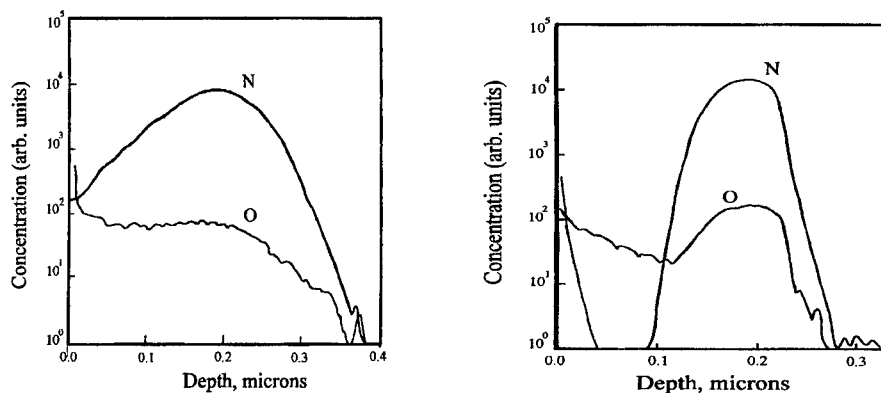 10⁵
10⁴
10³
10²
10¹
10⁰
Concentration (arb. units)
N
O
0.0 0.1 0.2 0.3 0.4
Depth, microns
10⁵
10⁴
10³
10²
10¹
10⁰
Concentration (arb. units)
N
O
0.0 0.1 0.2 0.3
Depth, microns